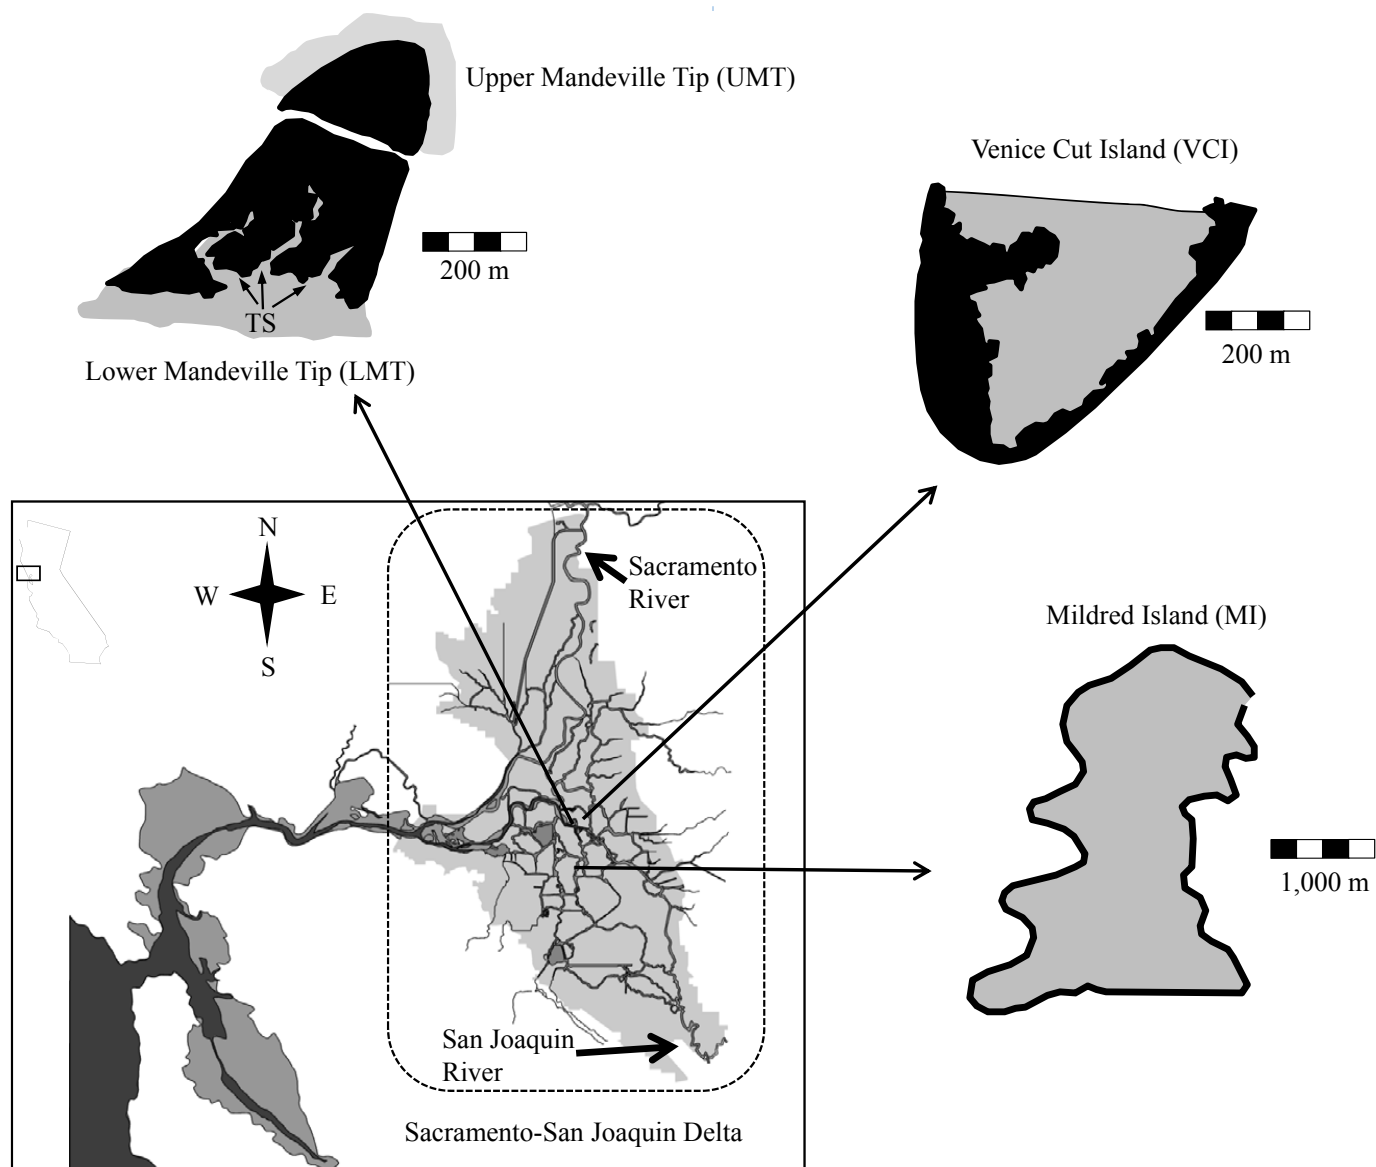 Upper Mandeville Tip (UMT)
Venice Cut Island (VCI)
200 m
TS
200 m
Lower Mandeville Tip (LMT)
N
W
E
S
Sacramento
River
Mildred Island (MI)
1,000 m
San Joaquin
River
Sacramento-San Joaquin Delta